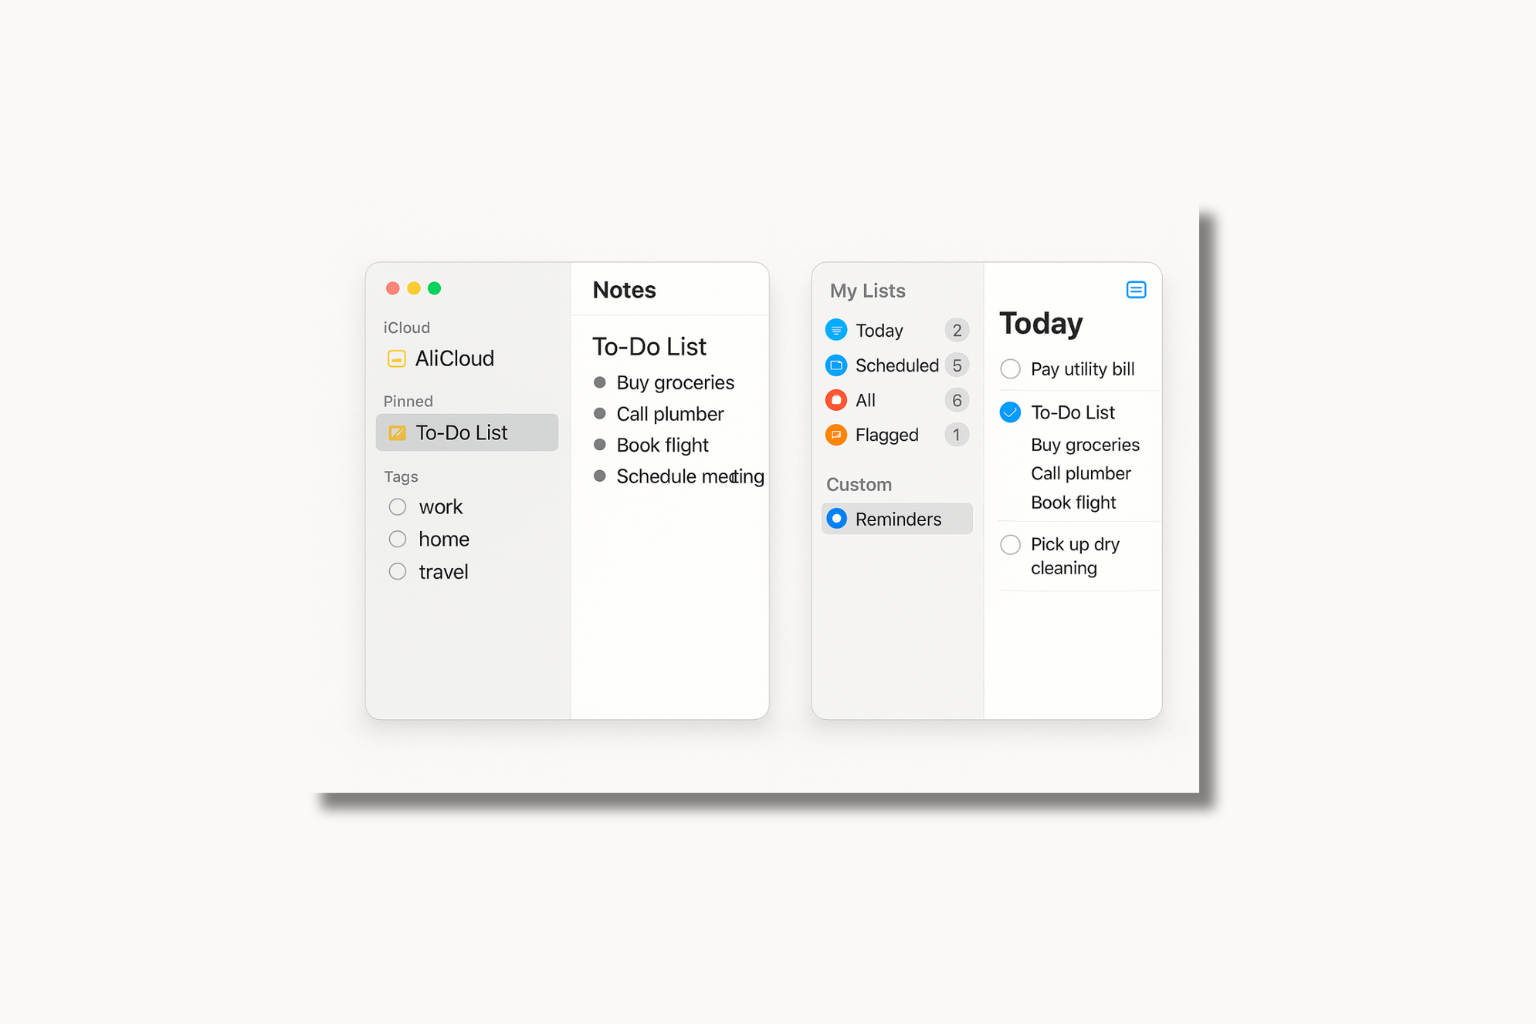 iCloud
AliCloud
Pinned
To-Do List
Tags
work
home
travel
Notes
To-Do List
Buy groceries
Call plumber
Book flight
Schedule meeting
My Lists
Today 2
Scheduled 5
All 6
Flagged 1
Custom
Reminders
Today
Pay utility bill
To-Do List
Buy groceries
Call plumber
Book flight
Pick up dry
cleaning